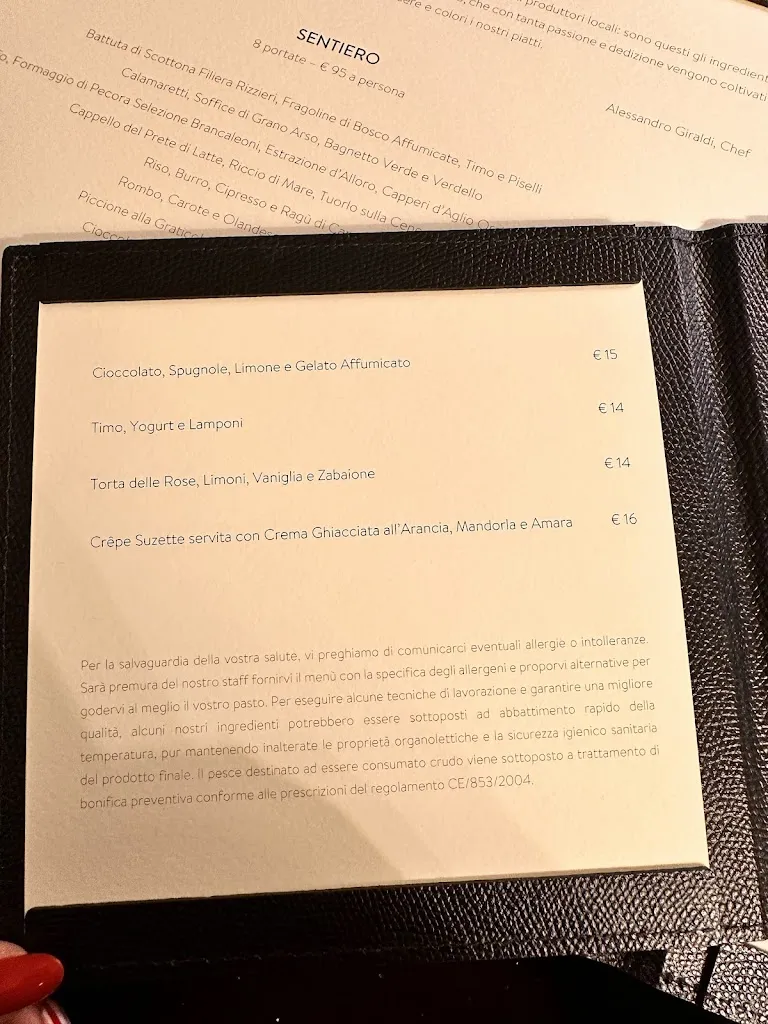 produttori locali: sono questi gli ingredient
che con tanta passione e dedizione vengono coltivati
e colori i nostri piatti.
Alessandro Giraldi, Chef
SENTIERO
8 portate – € 95 a persona
Battuta di Scottona Fillera Rizzieri, Fragoline di Bosco Affumicate, Timo e Piselli
Calamaretti, Soffice di Grano Arso, Bagnetto Verde e Verdello
Formaggio di Pecora Selezione Brancaleoni, Estrazione d'Alloro, Capperi d'Aglio
Cappello del Prete di Latte, Riccio di Mare, Tuorlo sulla
Riso, Burro, Cipresso e Ragù di
Rombo, Carote e
Piccione alla
Cioccolato, Spugnole, Limone e Gelato Affumicato € 15
Timo, Yogurt e Lamponi € 14
Torta delle Rose, Limoni, Vaniglia e Zabaione € 14
Crêpe Suzette servita con Crema Ghiacciata all'Arancia, Mandorla e Amara € 16
Per la salvaguardia della vostra salute, vi preghiamo di comunicarci eventuali allergie o intolleranze.
Sarà premura del nostro staff fornirvi il menù con la specifica degli allergeni e proporvi alternative per
godervi al meglio il vostro pasto. Per eseguire alcune tecniche di lavorazione e garantire una migliore
qualità, alcuni nostri ingredienti potrebbero essere sottoposti ad abbattimento rapido della
temperatura, pur mantenendo inalterate le proprietà organolettiche e la sicurezza igienico sanitaria
del prodotto finale. Il pesce destinato ad essere consumato crudo viene sottoposto a trattamento di
bonifica preventiva conforme alle prescrizioni del regolamento CE/853/2004.